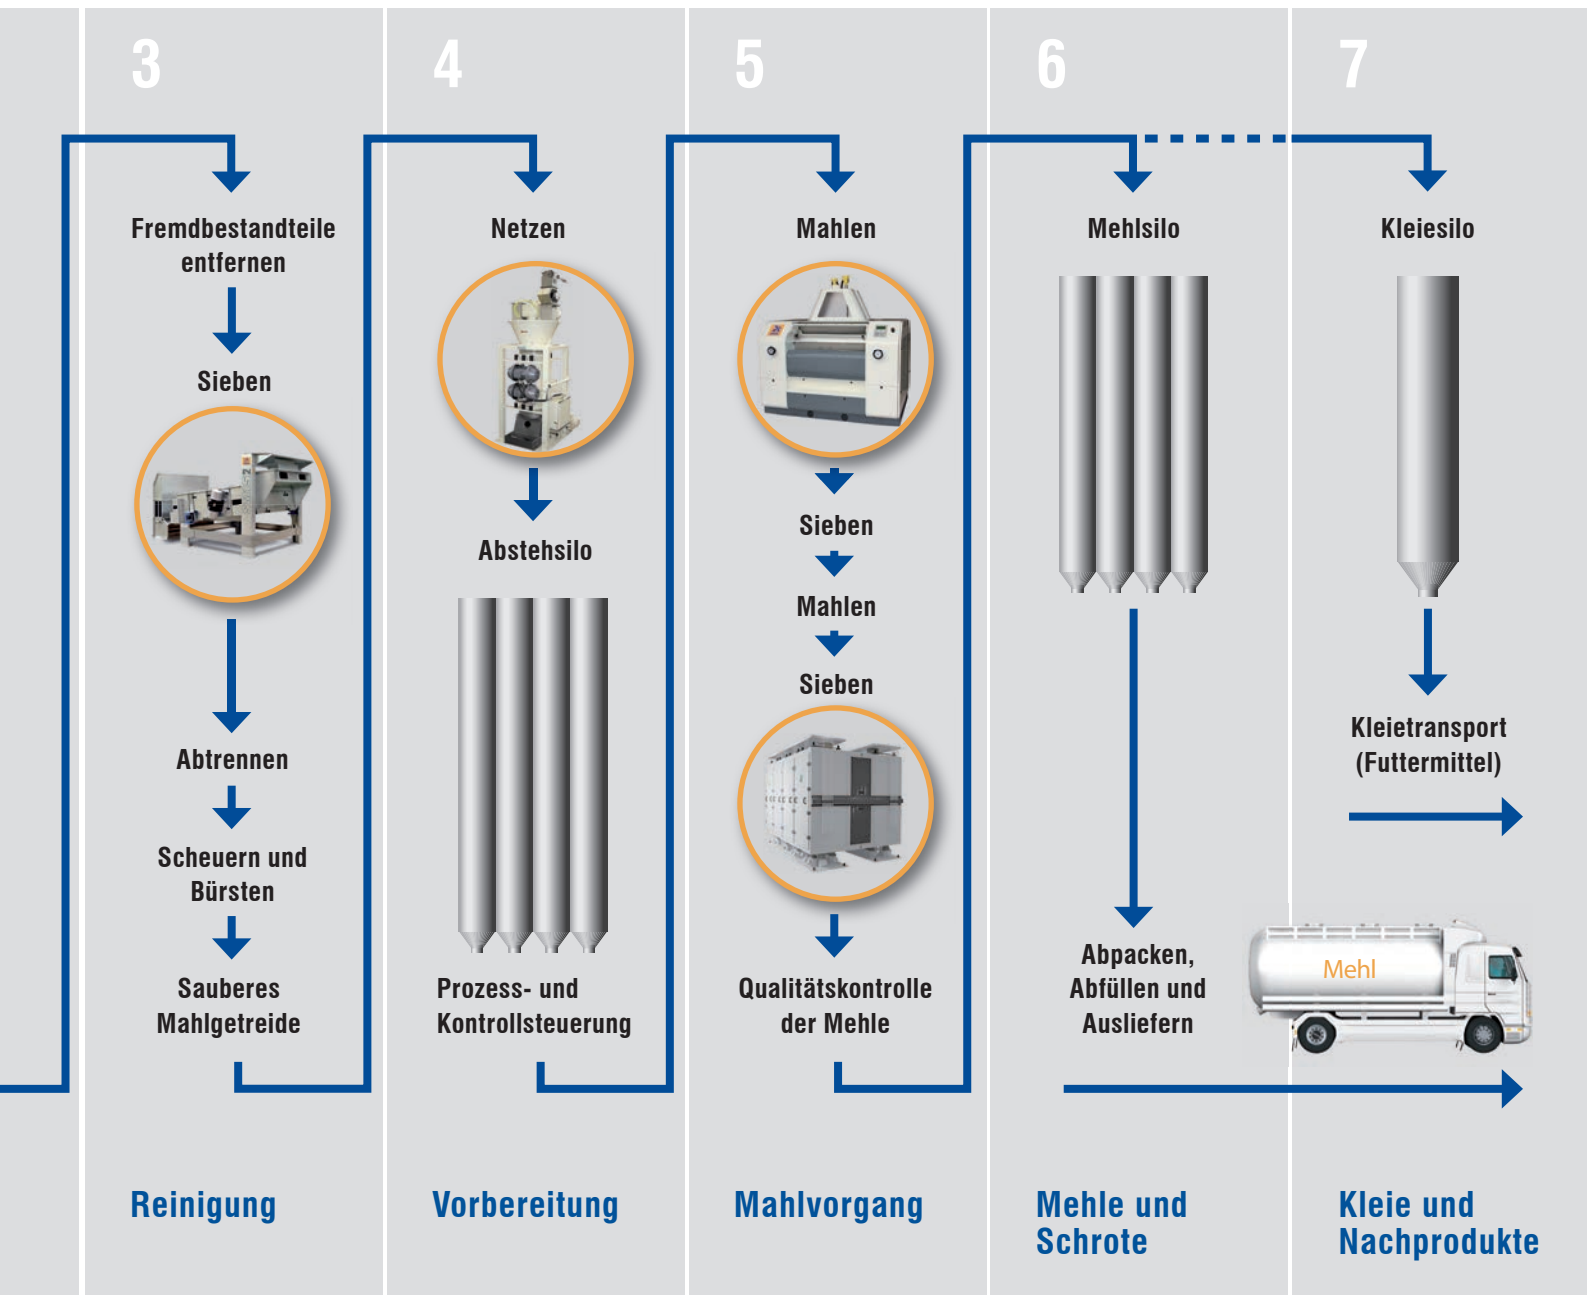 3
Fremdbestandteile
entfernen
Sieben
Abtrennen
Scheuern und
Bürsten
Sauberes
Mahlgetreide
Reinigung
4
Netzen
Abstehsilo
Prozess- und
Kontrollsteuerung
Vorbereitung
5
Mahlen
Sieben
Mahlen
Sieben
Qualitätskontrolle
der Mehle
Mahlvorgang
6
Mehlsilo
Abpacken,
Abfüllen und
Ausliefern
Mehle und
Schrote
7
Kleiesilo
Kleietransport
(Futtermittel)
Mehl
Kleie und
Nachprodukte